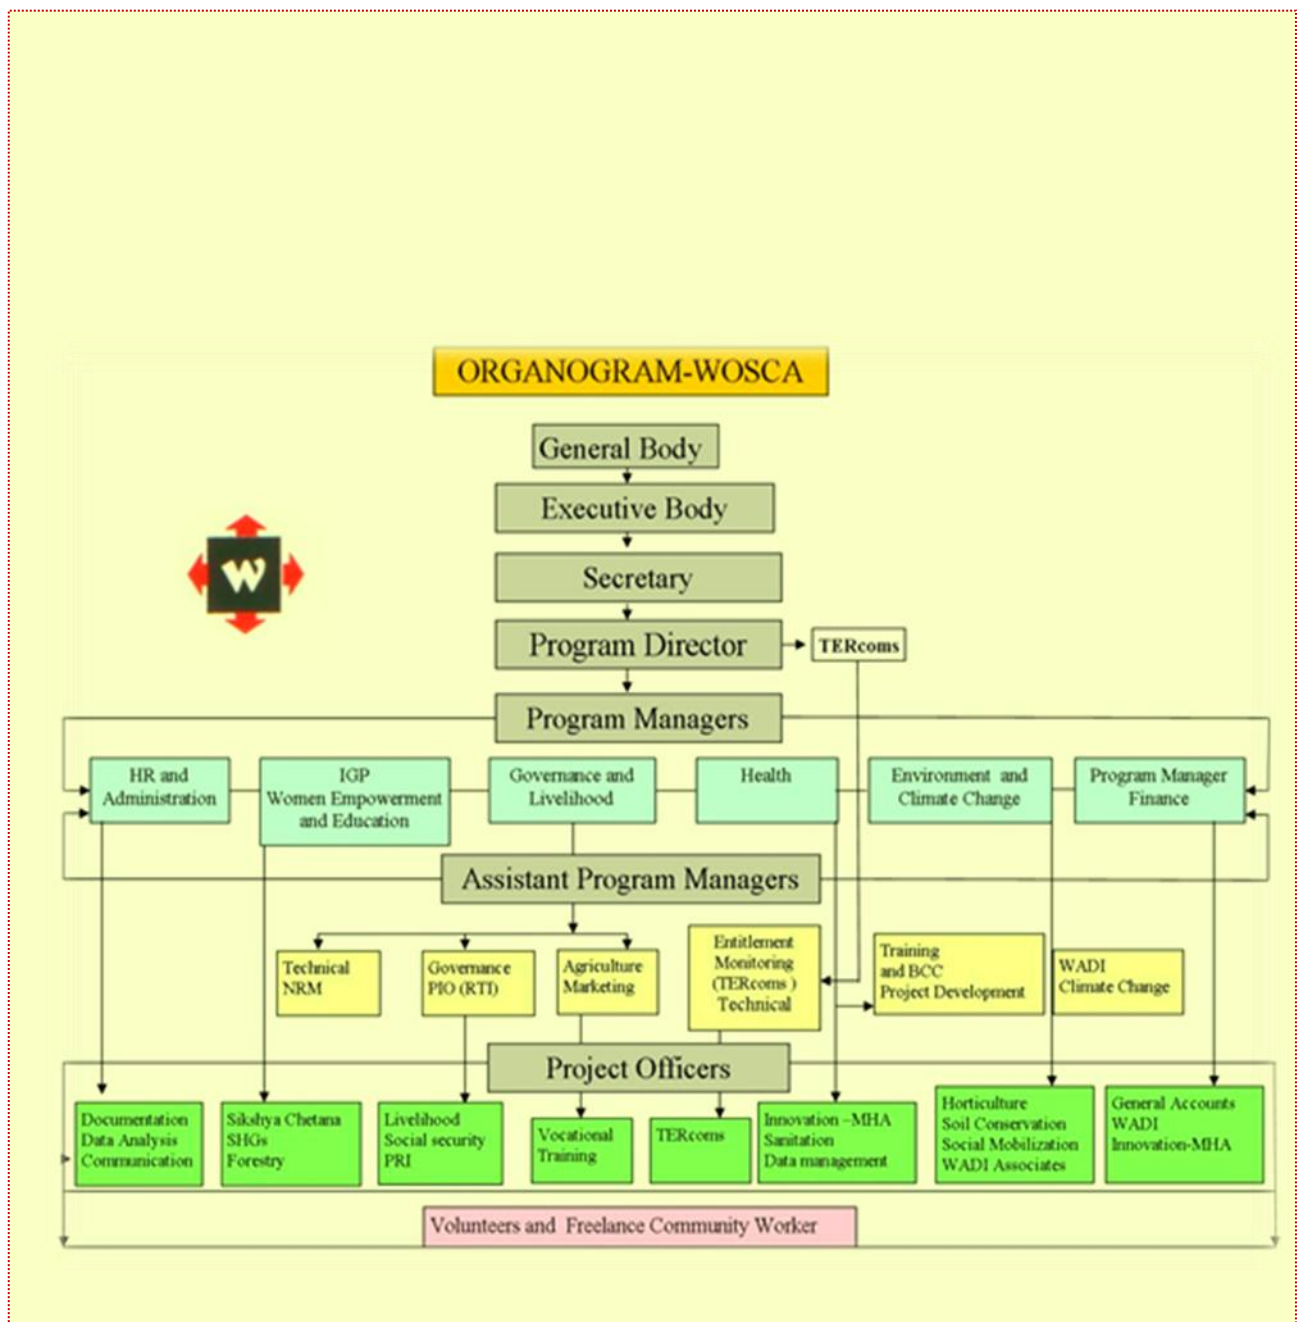 ORGANOGRAM-WOSCA
General Body
Executive Body
W
Secretary
Program Director
TERcoms
Program Managers
HR and
Administration
IGP
Women Empowerment
and Education
Governance and
Livelihood
Health
Environment and
Climate Change
Program Manager
Finance
Assistant Program Managers
Technical
NRM
Governance
PIO (RTI)
Agriculture
Marketing
Entitlement
Monitoring
(TERcoms )
Technical
Training
and BCC
Project Development
WADI
Climate Change
Project Officers
Documentation
Data Analysis
Communication
Sikshya Chetana
SHGs
Forestry
Livelihood
Social security
PRI
Vocational
Training
TERcoms
Innovation –MHA
Sanitation
Data management
Horticulture
Soil Conservation
Social Mobilization
WADI Associates
General Accounts
WADI
Innovation-MHA
Volunteers and Freelance Community Worker